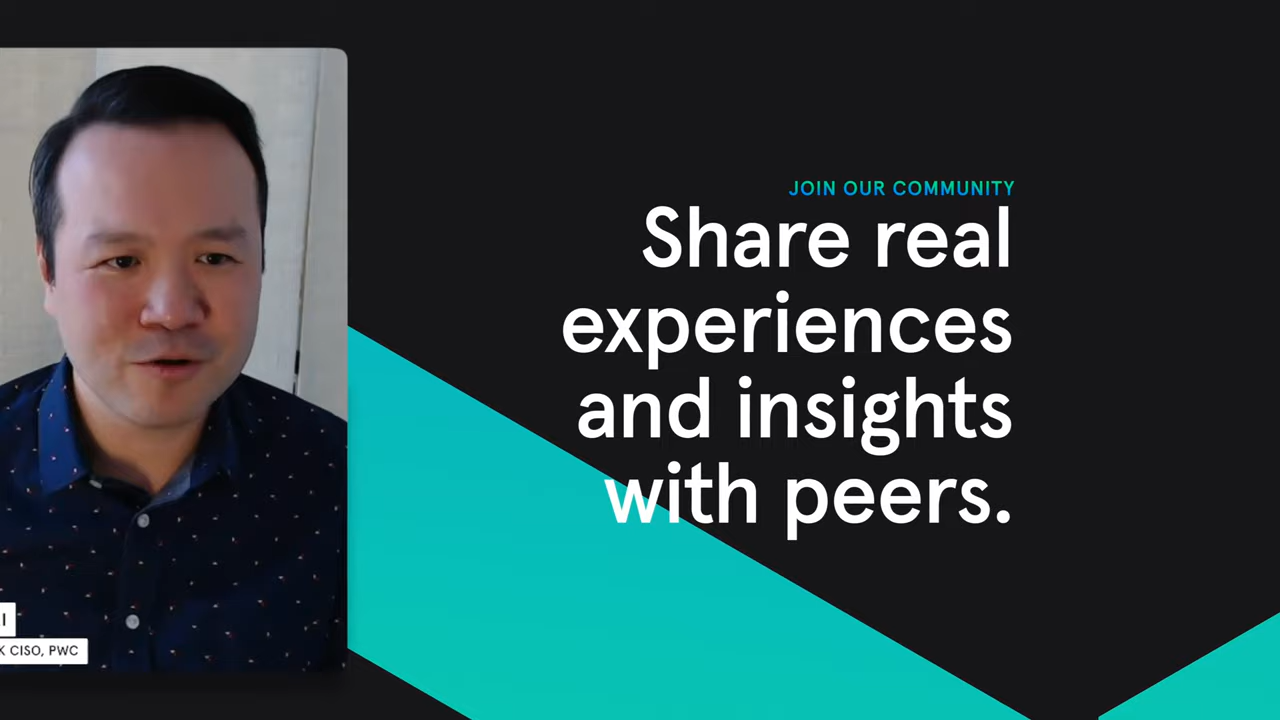 JOIN OUR COMMUNITY
Share real
experiences
and insights
with peers.
CISO, PWC